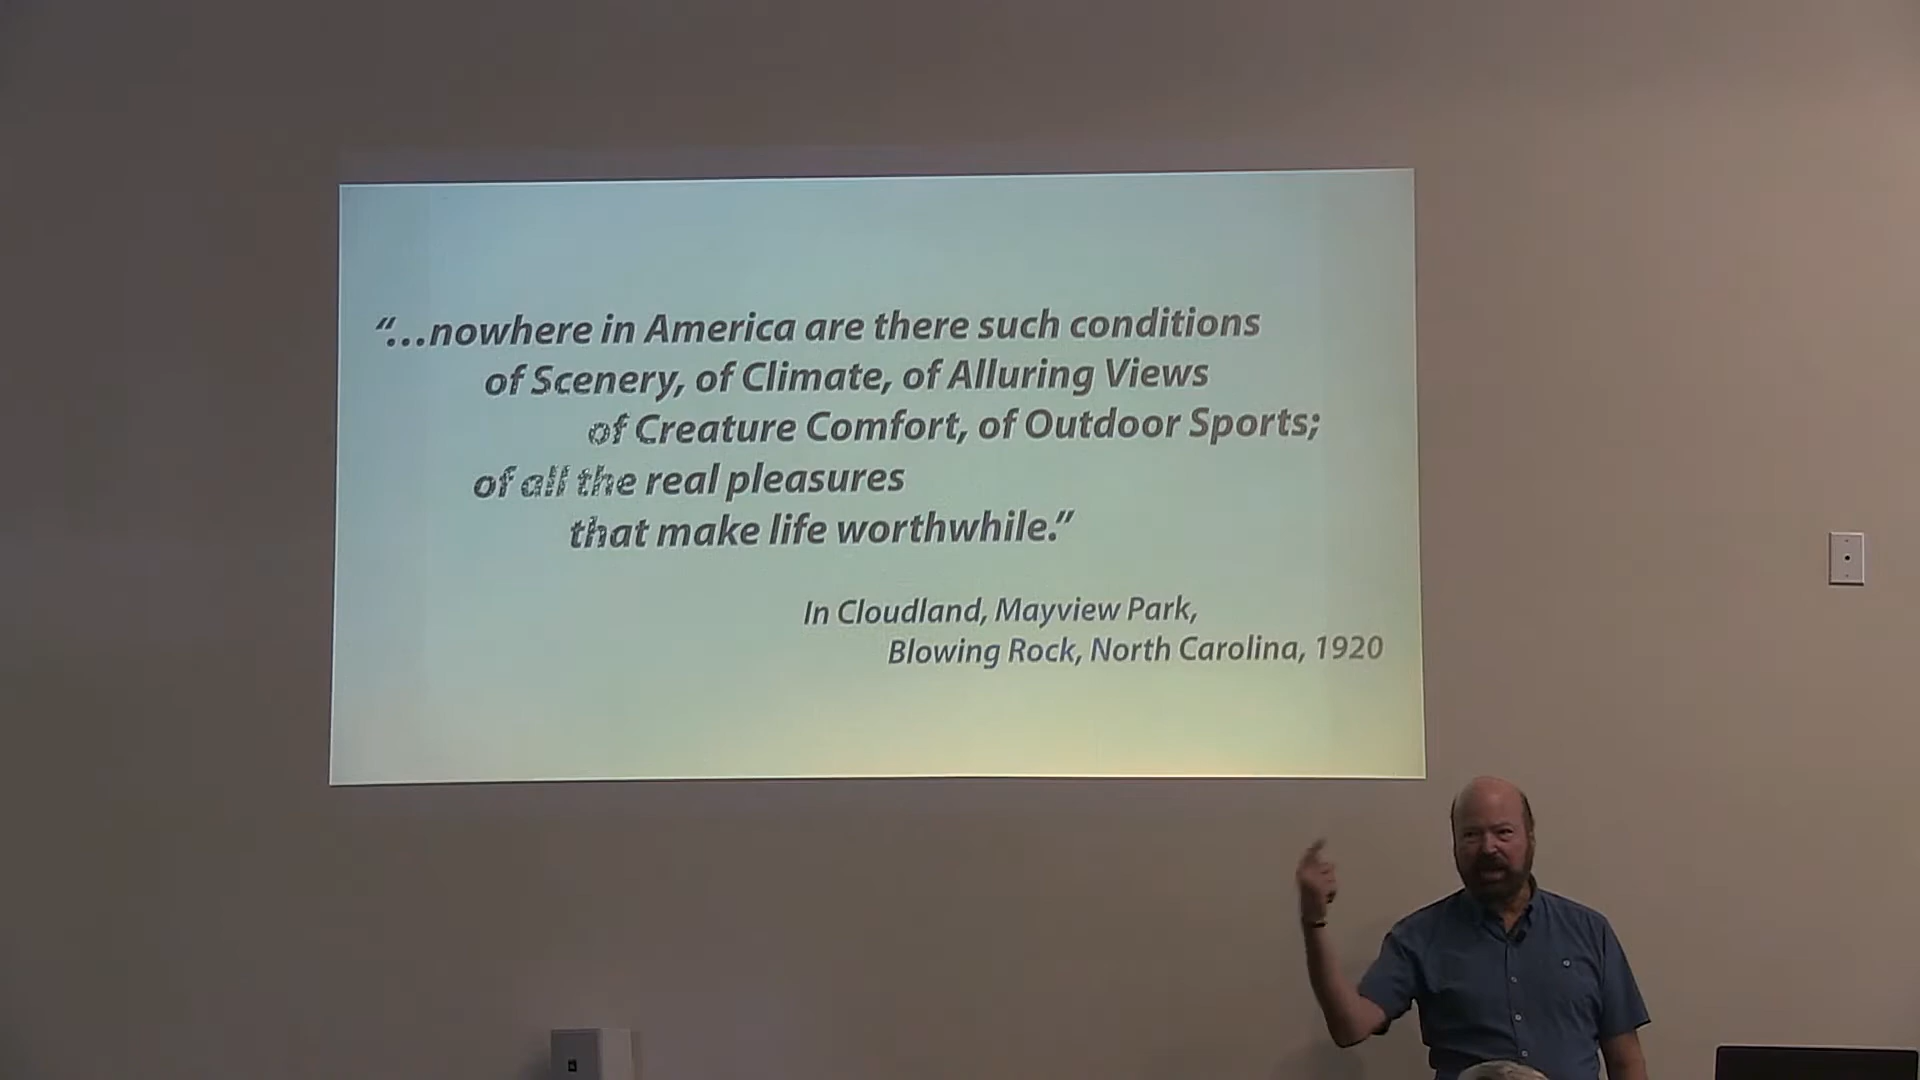 “...nowhere in America are there such conditions
of Scenery, of Climate, of Alluring Views
of Creature Comfort, of Outdoor Sports;
of all the real pleasures
that make life worthwhile.”
In Cloudland, Mayview Park,
Blowing Rock, North Carolina, 1920